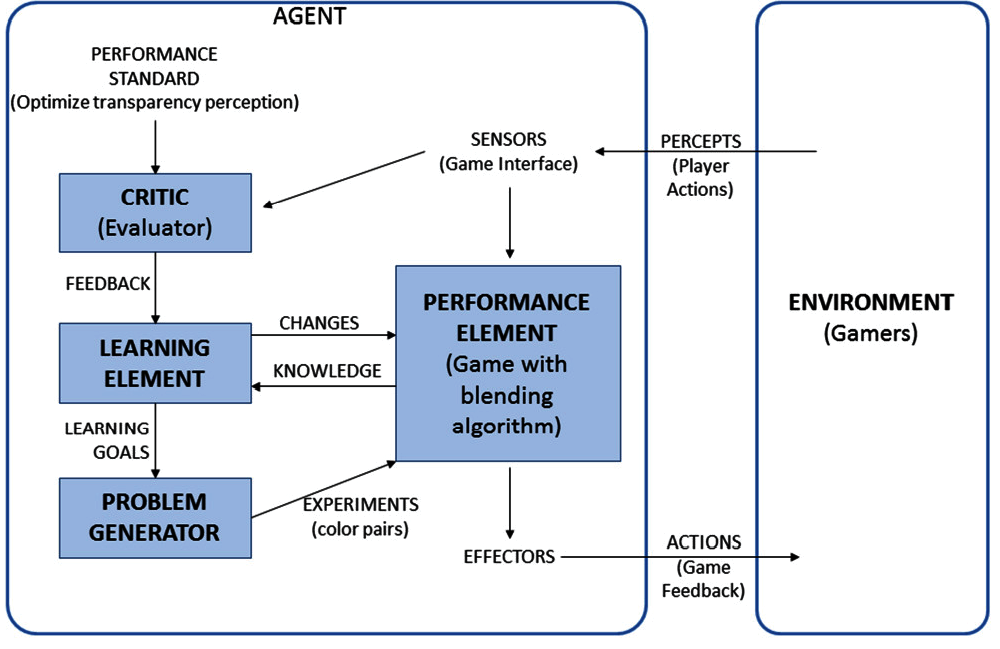 AGENT
PERFORMANCE
STANDARD
(Optimize transparency perception)
SENSORS
(Game Interface)
PERCEPTS
(Player
Actions)
CRITIC
(Evaluator)
FEEDBACK
PERFORMANCE
ELEMENT
(Game with
blending
algorithm)
ENVIRONMENT
(Gamers)
CHANGES
LEARNING
ELEMENT
KNOWLEDGE
LEARNING
GOALS
PROBLEM
GENERATOR
EXPERIMENTS
(color pairs)
EFFECTORS
ACTIONS
(Game
Feedback)